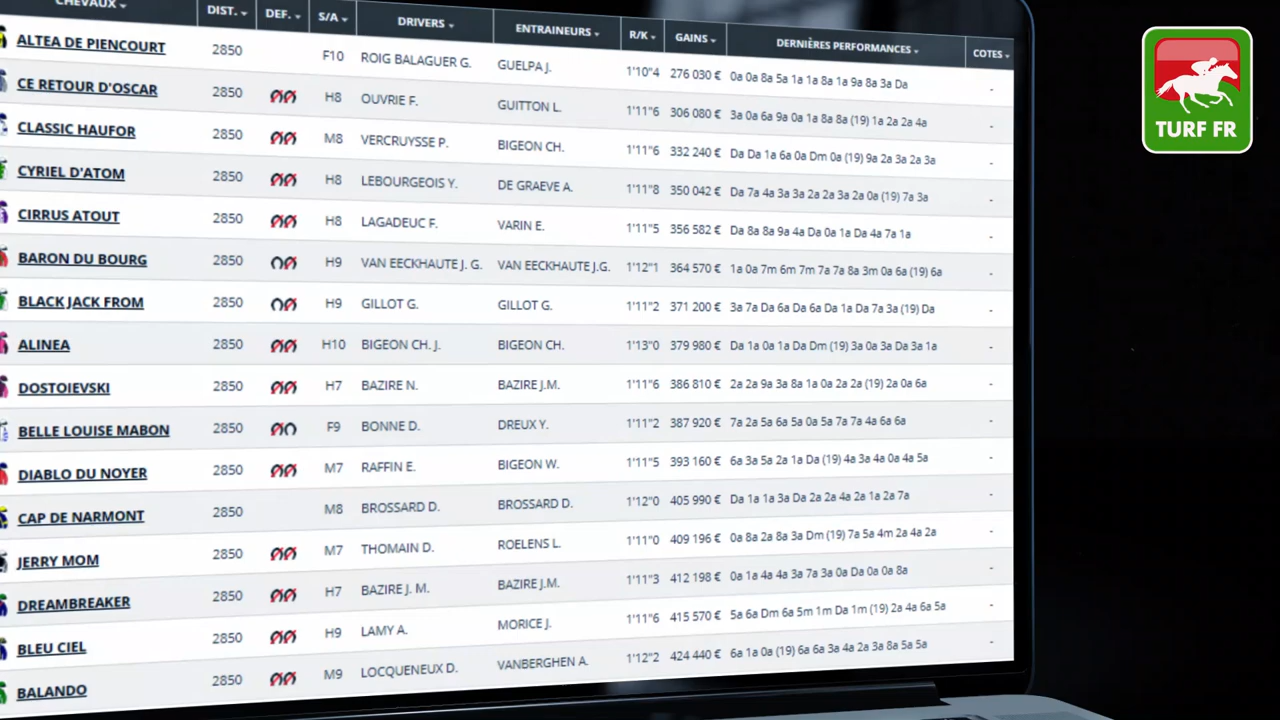 CHEVAUX DIST. DEF. S/A DRIVERS ENTRAINEURS R/K GAINS DERNIÈRES PERFORMANCES COTES
ALTEA DE PIENCOURT 2850 F10 ROIG BALAGUER G. GUELPA J. 1'10"4 276 030 € 0a 0a 8a 5a 1a 1a 8a 1a 9a 8a 3a Da -
CE RETOUR D'OSCAR 2850 H8 OUVRIE F. GUITTON L. 1'11"6 306 080 € 3a 0a 6a 9a 0a 1a 8a 8a (19) 1a 2a 2a 4a -
CLASSIC HAUFOR 2850 M8 VERCRUYSSE P. BIGEON CH. 1'11"6 332 240 € Da Da 1a 6a 0a Dm 0a (19) 9a 2a 3a 2a 3a -
CYRIEL D'ATOM 2850 H8 LEBOURGEOIS Y. DE GRAEVE A. 1'11"8 350 042 € Da 7a 4a 3a 3a 2a 2a 3a 2a 0a (19) 7a 3a -
CIRRUS ATOUT 2850 H8 LAGADEUC F. VARIN E. 1'11"5 356 582 € Da 8a 8a 9a 4a Da 0a 1a Da 4a 7a 1a -
BARON DU BOURG 2850 H9 VAN EECKHAUTE J. G. VAN EECKHAUTE J.G. 1'12"1 364 570 € 1a 0a 7m 6m 7m 7a 7a 8a 3m 0a 6a (19) 6a -
BLACK JACK FROM 2850 H9 GILLOT G. GILLOT G. 1'11"2 371 200 € 3a 7a Da 6a Da 6a Da 1a Da 7a 3a (19) Da -
ALINEA 2850 H10 BIGEON CH. J. BIGEON CH. 1'13"0 379 980 € Da 1a 0a 1a Da Dm (19) 3a 0a 3a Da 3a 1a -
DOSTOIEVSKI 2850 H7 BAZIRE N. BAZIRE J.M. 1'11"6 386 810 € 2a 2a 9a 3a 8a 1a 0a 2a 2a (19) 2a 0a 6a -
BELLE LOUISE MABON 2850 F9 BONNE D. DREUX Y. 1'11"2 387 920 € 7a 2a 5a 6a 5a 0a 5a 7a 7a 4a 6a 6a -
DIABLO DU NOYER 2850 M7 RAFFIN E. BIGEON W. 1'11"5 393 160 € 6a 3a 5a 2a 1a Da (19) 4a 3a 4a 0a 4a 5a -
CAP DE NARMONT 2850 M8 BROSSARD D. BROSSARD D. 1'12"0 405 990 € Da 1a 1a 3a Da 2a 2a 4a 2a 1a 2a 7a -
JERRY MOM 2850 M7 THOMAIN D. ROELENS L. 1'11"0 409 196 € 0a 8a 2a 8a 3a Dm (19) 7a 5a 4m 2a 4a 2a -
DREAMBREAKER 2850 H7 BAZIRE J. M. BAZIRE J.M. 1'11"3 412 198 € 0a 1a 4a 4a 3a 7a 3a 0a Da 0a 0a 8a -
BLEU CIEL 2850 H9 LAMY A. MORICE J. 1'11"6 415 570 € 5a 6a Dm 6a 5m 1m Da 1m (19) 2a 4a 6a 5a -
BALANDO 2850 M9 LOCQUENEUX D. VANBERGHEN A. 1'12"2 424 440 € 6a 1a 0a (19) 6a 6a 3a 4a 2a 3a 8a 5a 5a -
TURF FR